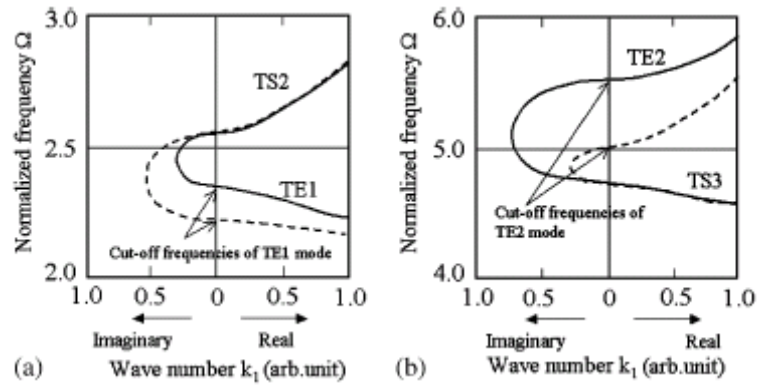 3.0
TS2
2.5
TE1
Cut-off frequencies of TE1 mode
2.0
1.0 0.5 0 0.5 1.0
Imaginary Real
(a) Wave number k₁ (arb.unit)
Normalized frequency Ω
6.0
TE2
5.0
TS3
Cut-off frequencies of
TE2 mode
4.0
1.0 0.5 0 0.5 1.0
Imaginary Real
(b) Wave number k₁ (arb.unit)
Normalized frequency Ω